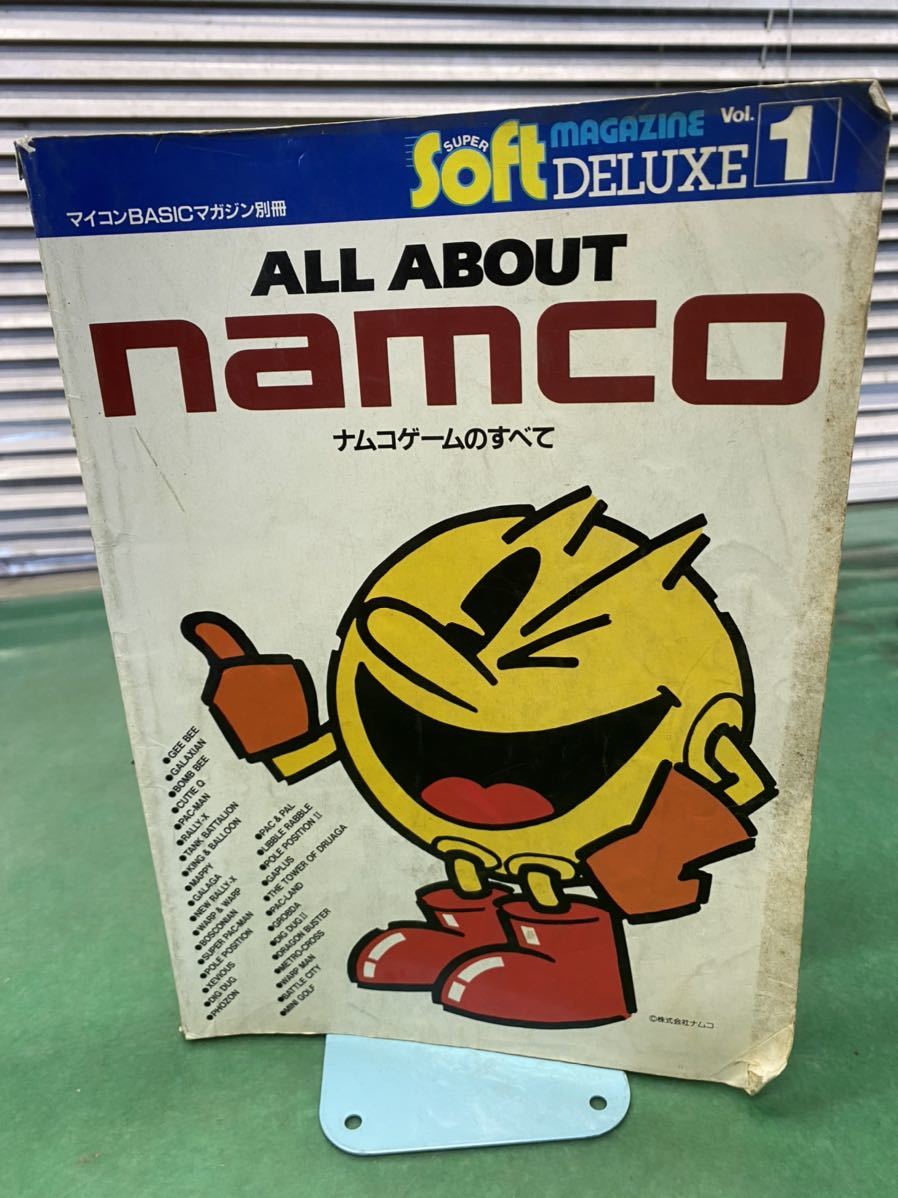 SUPER
Soft MAGAZINE DELUXE Vol. 1
マイコンBASICマガジン別冊
ALL ABOUT
namco
ナムコゲームのすべて
●GEE BEE
●GALAXIAN
●BOMB BEE
●CUTIE Q
●PAC-MAN
●RALLY-X
●TANK BATTALION
●KING & BALLOON
●MAPPY
●GALAGA
●NEW RALLY-X
●WARP & WARP
●BOSCONIAN
●SUPER PAC-MAN
●POLE POSITION
●XEVIOUS
●DIG DUG
●PHOZON
●PAC & PAL
●LIBBLE RABBLE
●POLE POSITION II
●GAPLUS
●THE TOWER OF DRUAGA
●PAC-LAND
●GROBDA
●DIG DUG II
●DRAGON BUSTER
●METRO-CROSS
●WARP MAN
●BATTLE CITY
●MINI GOLF
©株式会社ナムコ